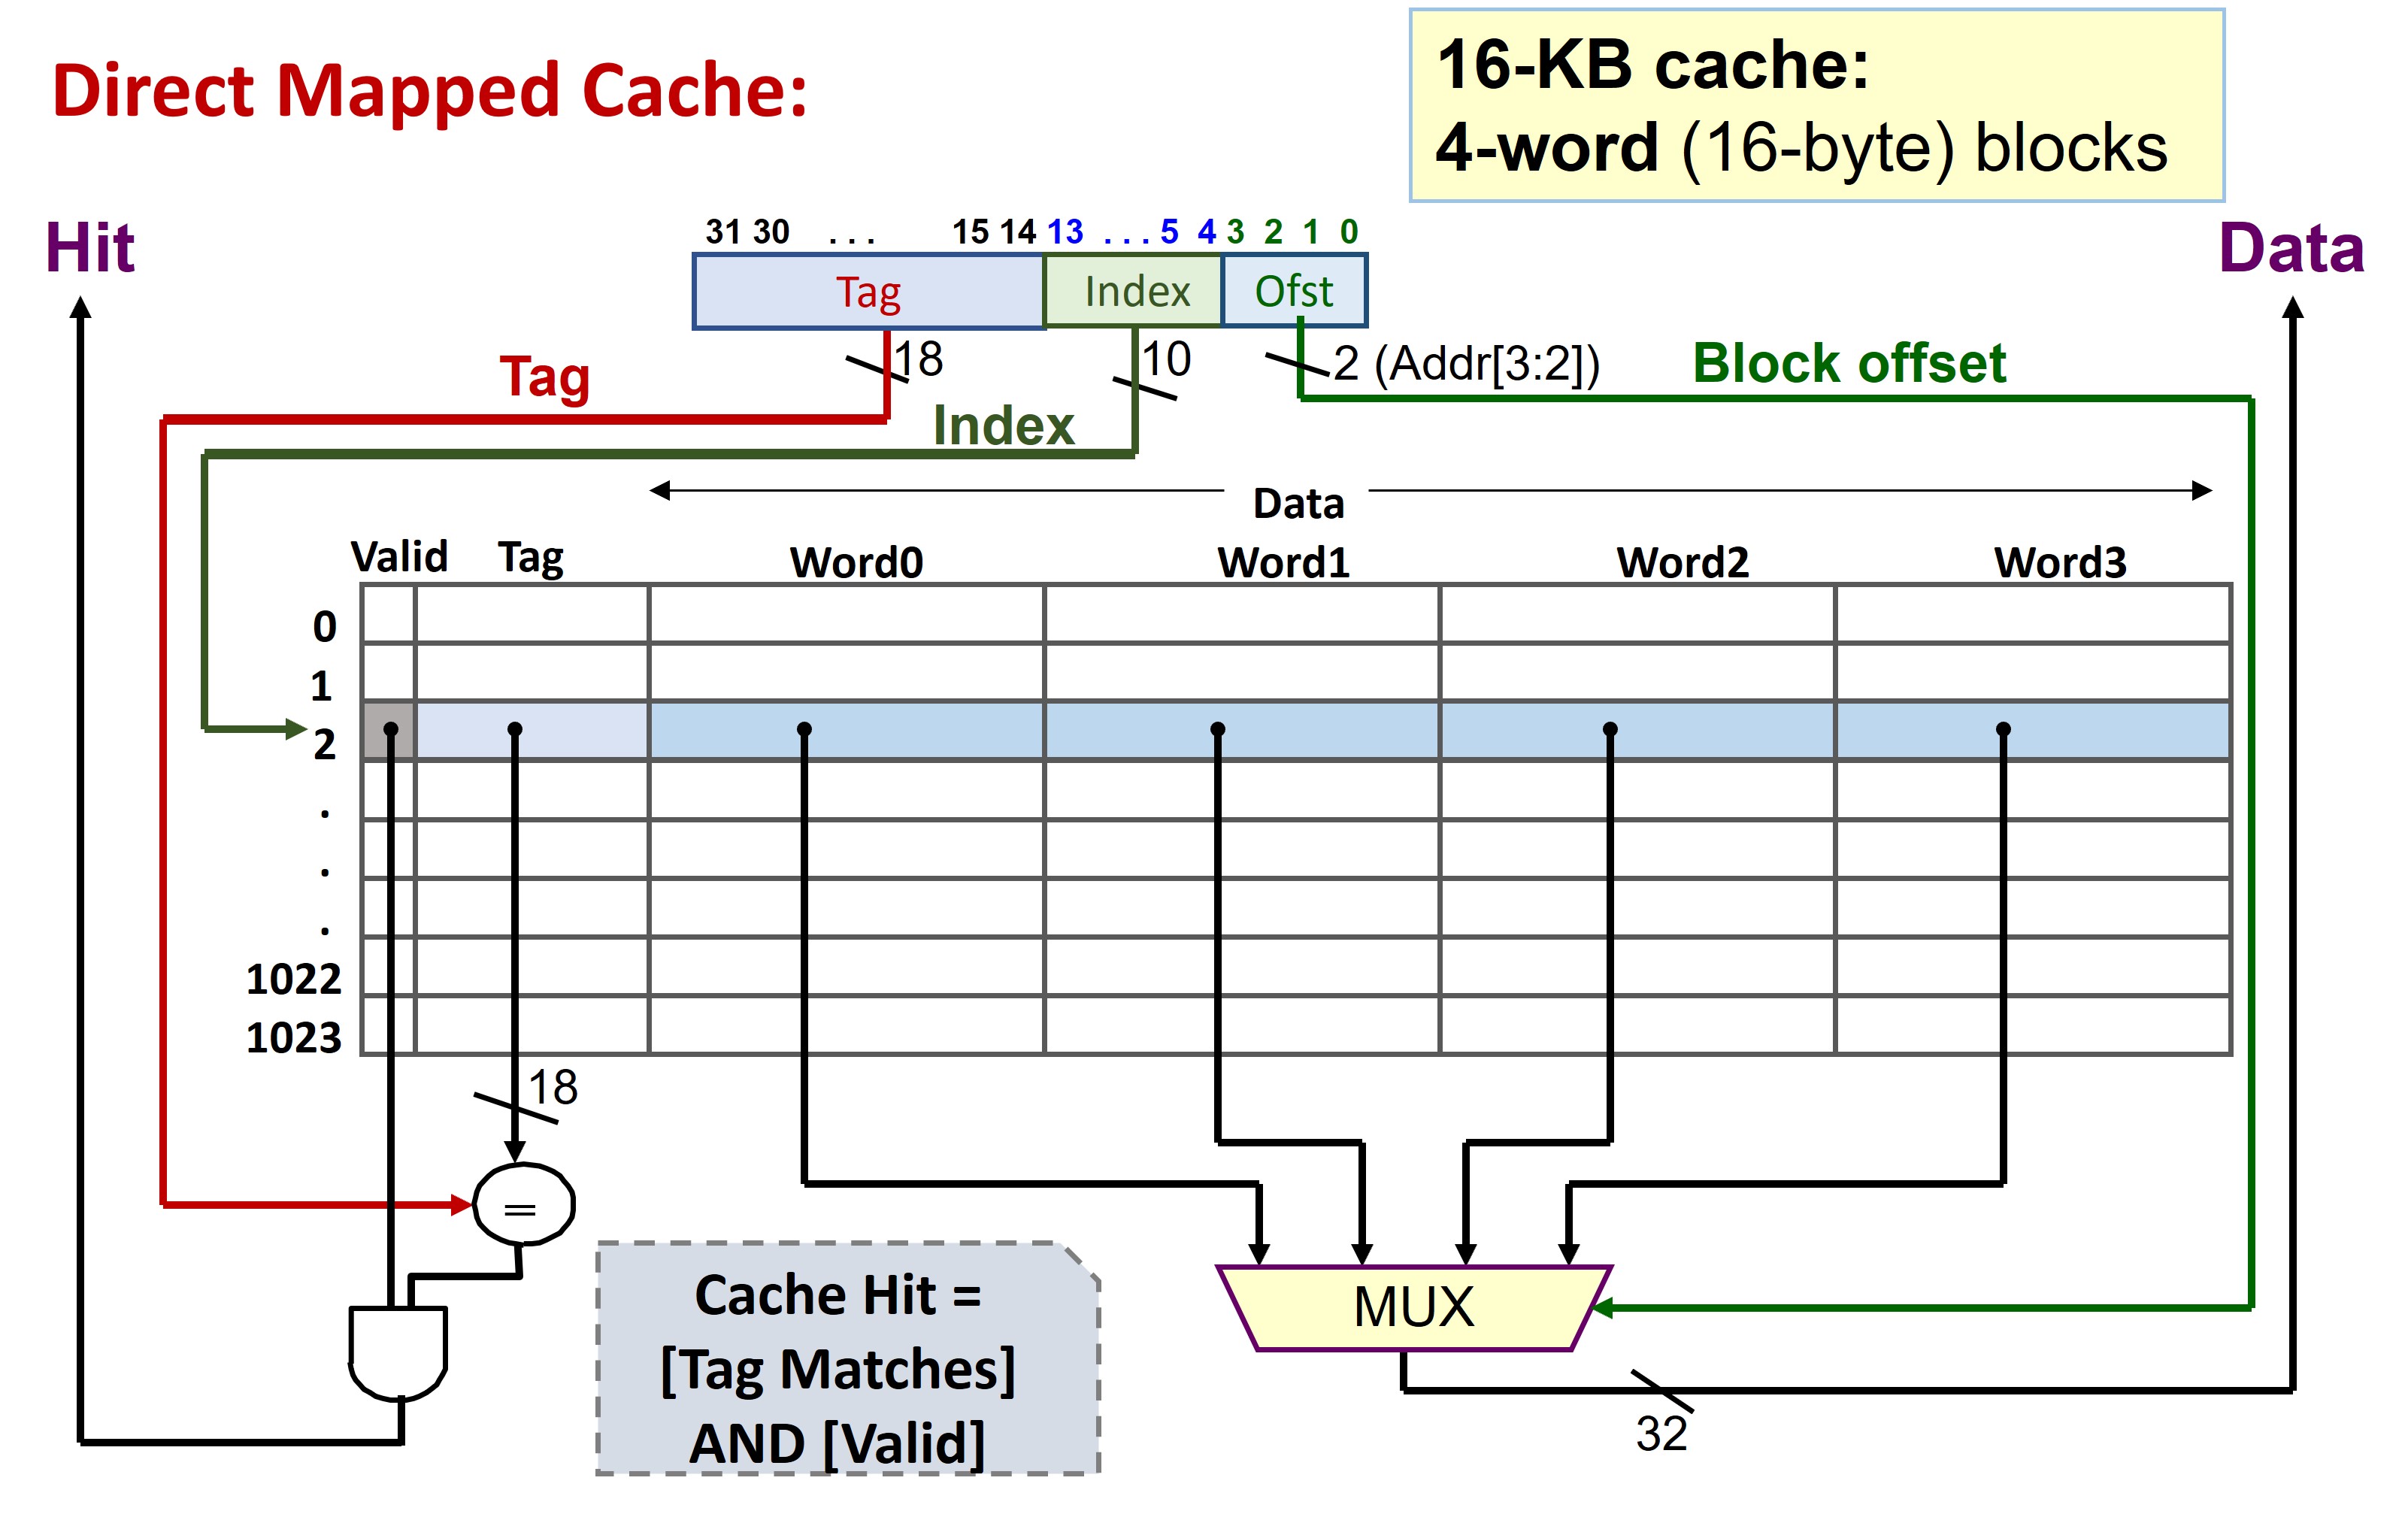 Direct Mapped Cache:
16-KB cache:
4-word (16-byte) blocks
Hit
Data
31 30 . . . 15 14 13 . . . 5 4 3 2 1 0
Tag Index Ofst
18
10
2 (Addr[3:2])
Block offset
Tag
Index
Data
Valid Tag Word0 Word1 Word2 Word3
0
1
2
.
.
.
1022
1023
18
=
Cache Hit =
[Tag Matches]
AND [Valid]
MUX
32